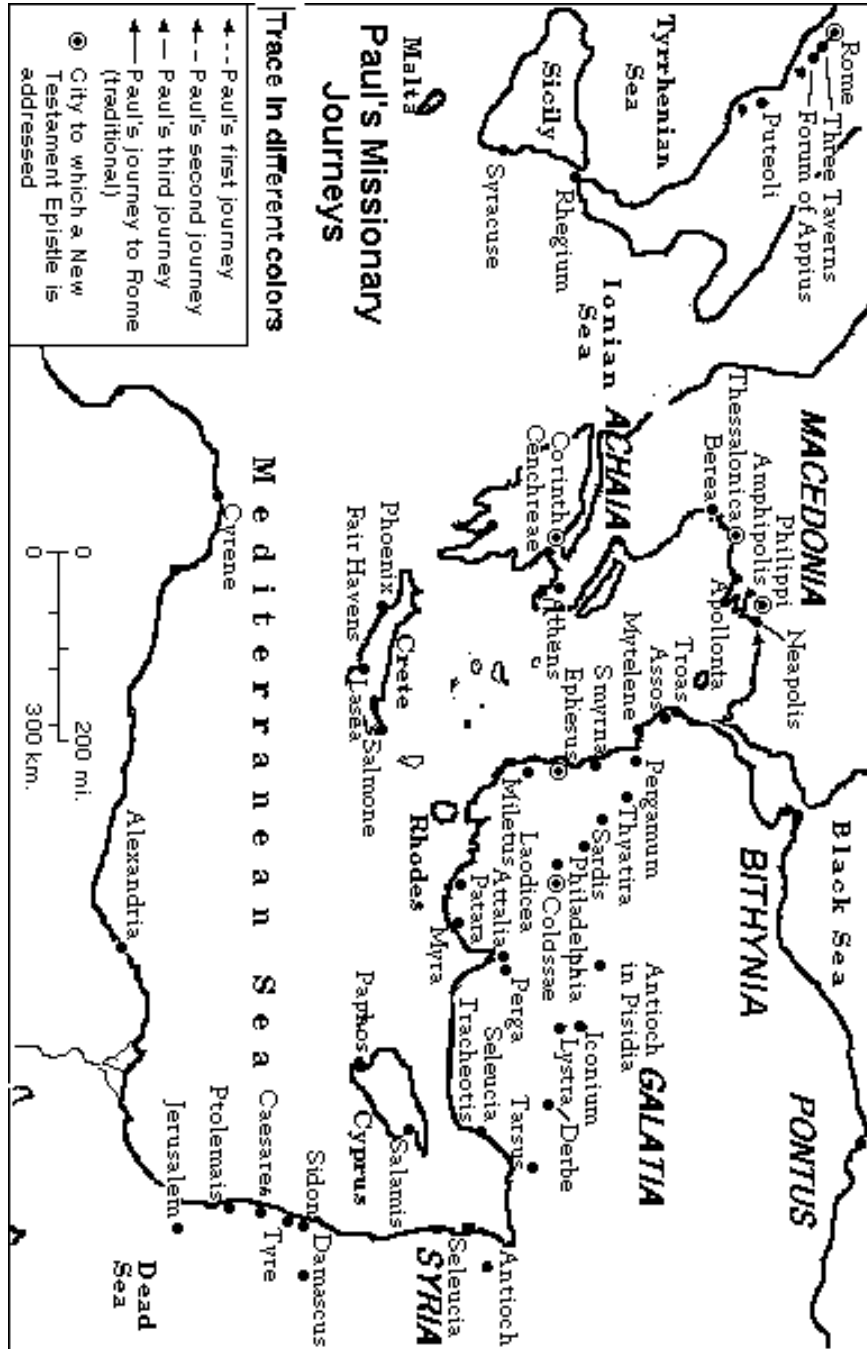 Rome
Three Taverns
Forum of Appius
Puteoli
Tyrrhenian
Sea
Sicily
Rhegium
Syracuse
Malta
Ionian
Sea
Paul's Missionary
Journeys
Trace in different colors
Paul's first journey
Paul's second journey
Paul's third journey
Paul's journey to Rome
(traditional)
City to which a New
Testament Epistle is
addressed
MACEDONIA
Philippi
Amphipolis
Thessalonica
Berea
Neapolis
Apollonta
ACHAIA
Corinth
Cenchreae
Athens
Troas
Assos
Mytelene
Smyrna
Ephesus
Phoenix
Fair Havens
Crete
Lasea
Salmone
Rhodes
Black Sea
BITHYNIA
PONTUS
Pergamum
Thyatira
Sardis
Philadelphia
Coldssae
Laodicea
Miletus
Attalia
Patara
Myra
Perga
Antioch
in Pisidia
GALATIA
Iconium
Lystra
Derbe
Tarsus
Seleucia
Tracheotis
Paphos
Cyprus
Salamis
Antioch
Seleucia
SYRIA
Sidon
Damascus
Tyre
Caesarea
Ptolemais
Jerusalem
Dead
Sea
Mediterranean Sea
Cyrene
Alexandria
0 200 mi.
0 300 km.